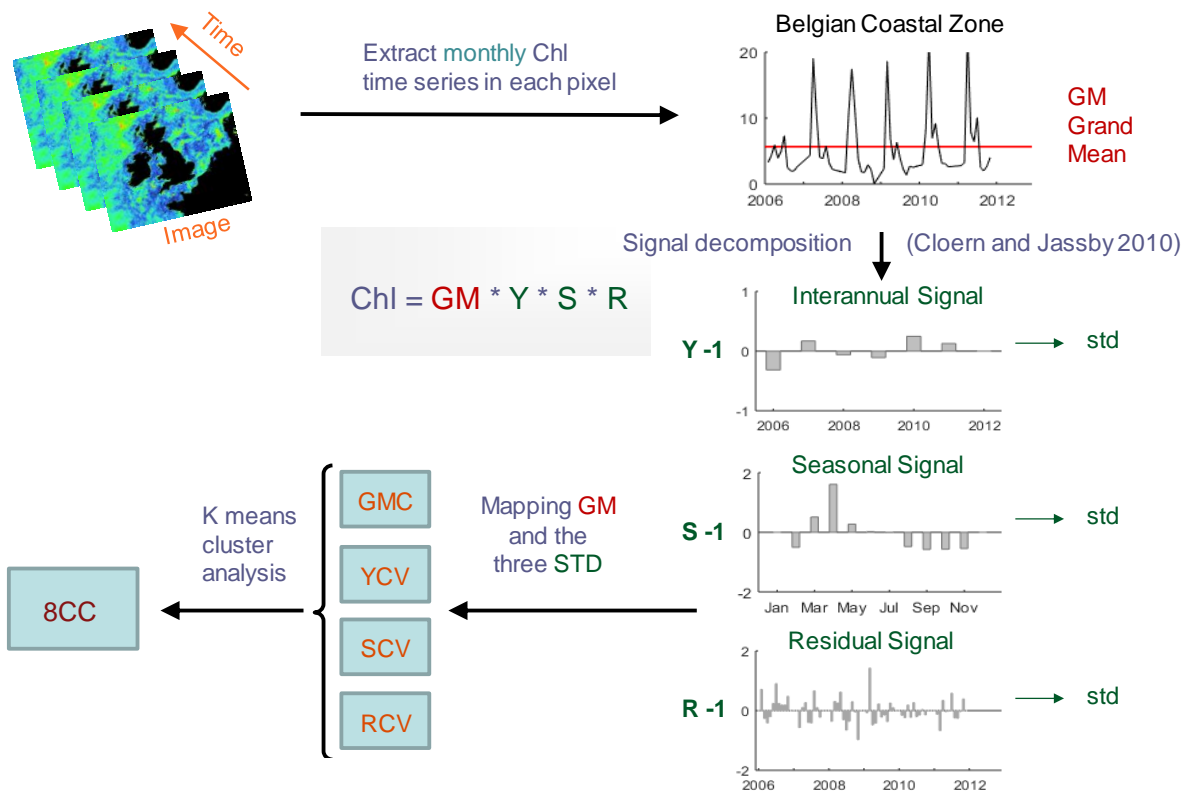 Time
Image
Extract monthly Chl
time series in each pixel
Belgian Coastal Zone
20
10
0
2006 2008 2010 2012
GM
Grand
Mean
Signal decomposition (Cloern and Jassby 2010)
Chl = GM * Y * S * R
Interannual Signal
Y -1
1
0
-1
2006 2008 2010 2012
std
Seasonal Signal
S -1
2
0
-2
Jan Mar May Jul Sep Nov
std
Residual Signal
R -1
2
0
-2
2006 2008 2010 2012
std
Mapping GM
and the
three STD
GMC
YCV
SCV
RCV
K means
cluster
analysis
8CC